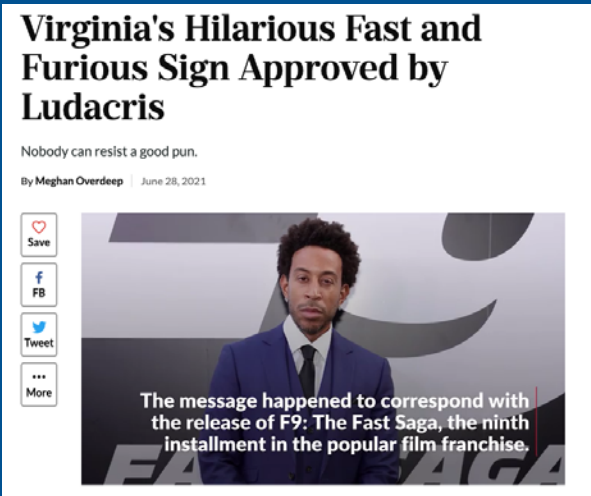 Virginia's Hilarious Fast and
Furious Sign Approved by
Ludacris
Nobody can resist a good pun.
By Meghan Overdeep | June 28, 2021
Save
FB
Tweet
More
The message happened to correspond with
the release of F9: The Fast Saga, the ninth
installment in the popular film franchise.
FA SAGA